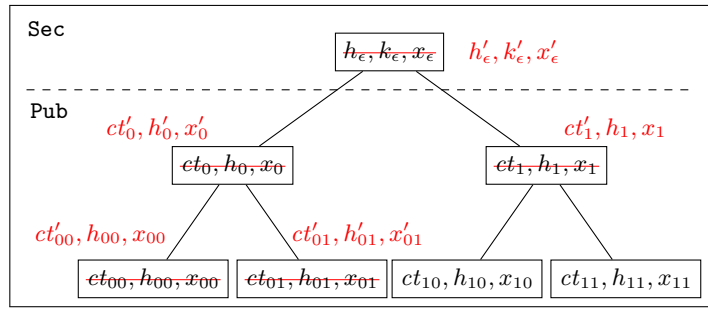 Sec
h_ϵ, k_ϵ, x_ϵ h'_ϵ, k'_ϵ, x'_ϵ
Pub
ct'_0, h'_0, x'_0 ct'_1, h_1, x_1
ct_0, h_0, x_0 ct_1, h_1, x_1
ct'_00, h_00, x_00 ct'_01, h'_01, x'_01
ct_00, h_00, x_00 ct_01, h_01, x_01 ct_10, h_10, x_10 ct_11, h_11, x_11